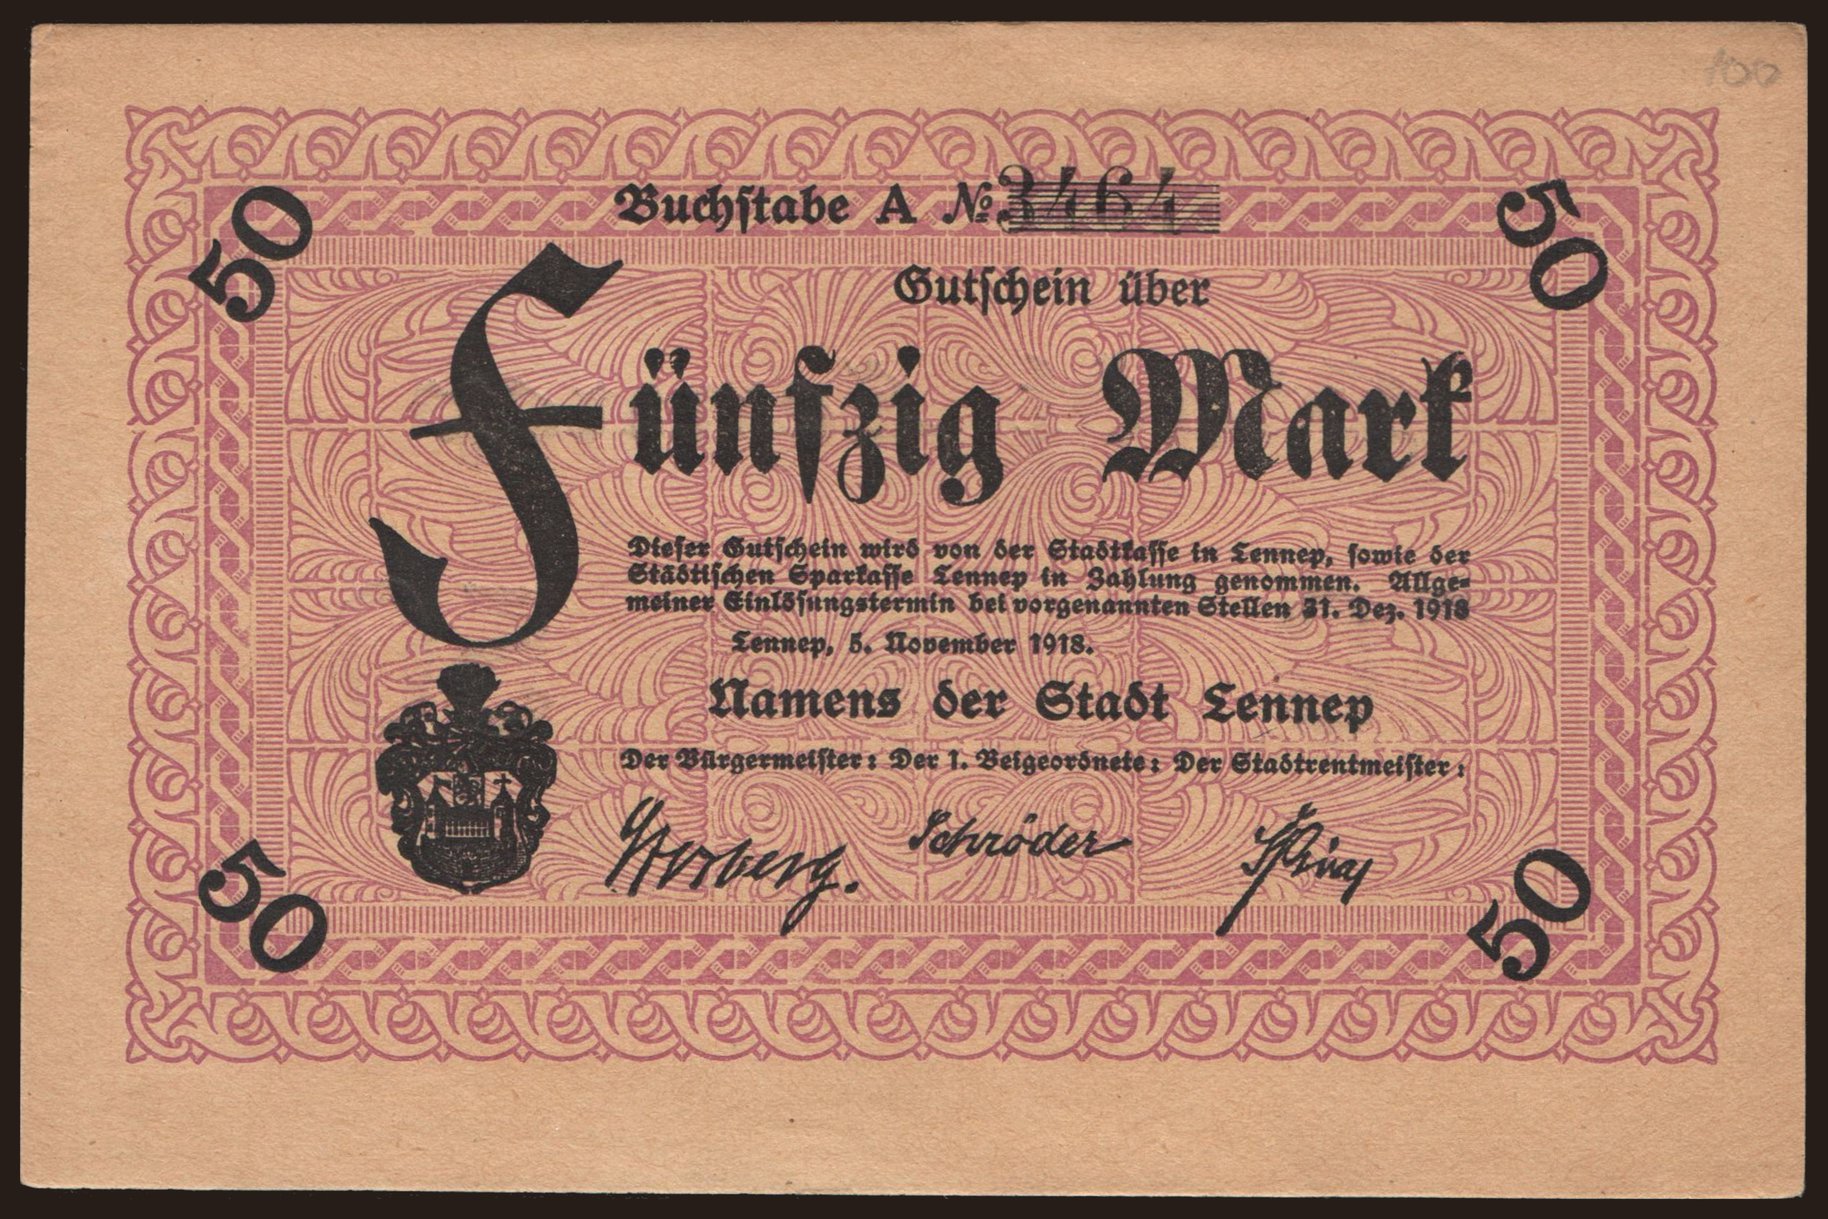 100
Buchstabe A № 3464
50
50
Gutschein über
Fünfzig Mark
Dieser Gutschein wird von der Stadtkasse in Lennep, sowie der
Städtischen Sparkasse Lennep in Zahlung genommen. Allge=
meiner Einlösungstermin bei vorgenannten Stellen 31. Dez. 1918
Lennep, 5. November 1918.
Namens der Stadt Lennep
Der Bürgermeister: Der 1. Beigeordnete: Der Stadtrentmeister:
Schröder
50
50